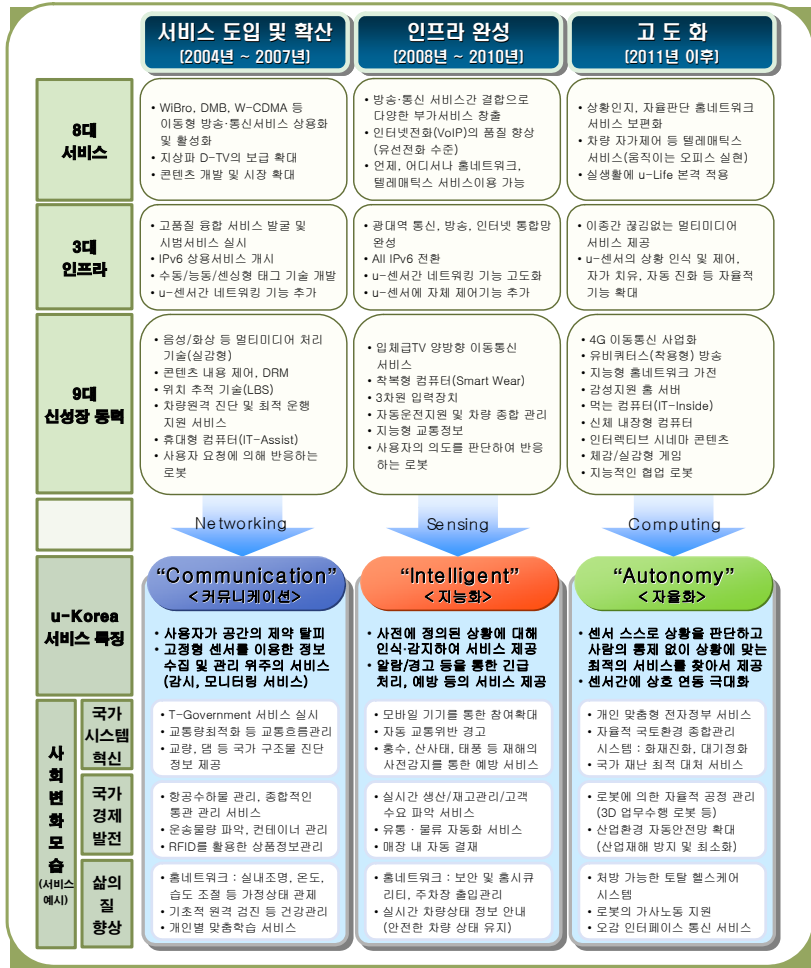 서비스 도입 및 확산
(2004년 ~ 2007년)
인프라 완성
(2008년 ~ 2010년)
고 도 화
(2011년 이후)
8대
서비스
• WiBro, DMB, W-CDMA 등
이동형 방송·통신서비스 상용화
및 활성화
• 지상파 D-TV의 보급 확대
• 콘텐츠 개발 및 시장 확대
• 방송·통신 서비스간 결합으로
다양한 부가서비스 창출
• 인터넷전화(VoIP)의 품질 향상
(유선전화 수준)
• 언제, 어디서나 홈네트워크,
텔레매틱스 서비스이용 가능
• 상황인지, 자율판단 홈네트워크
서비스 보편화
• 차량 자가제어 등 텔레매틱스
서비스(움직이는 오피스 실현)
• 실생활에 u-Life 본격 적용
3대
인프라
• 고품질 융합 서비스 발굴 및
시범서비스 실시
• IPv6 상용서비스 개시
• 수동/능동/센싱형 태그 기술 개발
• u-센서간 네트워킹 기능 추가
• 광대역 통신, 방송, 인터넷 통합망
완성
• All IPv6 전환
• u-센서간 네트워킹 기능 고도화
• u-센서에 자체 제어기능 추가
• 이종간 끊김없는 멀티미디어
서비스 제공
• u-센서의 상황 인식 및 제어,
자가 치유, 자동 진화 등 자율적
기능 확대
9대
신성장 동력
• 음성/화상 등 멀티미디어 처리
기술(실감형)
• 콘텐츠 내용 제어, DRM
• 위치 추적 기술(LBS)
• 차량원격 진단 및 최적 운행
지원 서비스
• 휴대형 컴퓨터(IT-Assist)
• 사용자 요청에 의해 반응하는
로봇
• 입체급TV 양방향 이동통신
서비스
• 착복형 컴퓨터(Smart Wear)
• 3차원 입력장치
• 자동운전지원 및 차량 종합 관리
• 지능형 교통정보
• 사용자의 의도를 판단하여 반응
하는 로봇
• 4G 이동통신 사업화
• 유비쿼터스(착용형) 방송
• 지능형 홈네트워크 가전
• 감성지원 홈 서버
• 먹는 컴퓨터(IT-Inside)
• 신체 내장형 컴퓨터
• 인터렉티브 시네마 콘텐츠
• 체감/실감형 게임
• 지능적인 협업 로봇
Networking
Sensing
Computing
u-Korea
서비스 특징
“Communication”
<커뮤니케이션>
• 사용자가 공간의 제약 탈피
• 고정형 센서를 이용한 정보
수집 및 관리 위주의 서비스
(감시, 모니터링 서비스)
“Intelligent”
<지능화>
• 사전에 정의된 상황에 대해
인식·감지하여 서비스 제공
• 알람/경고 등을 통한 긴급
처리, 예방 등의 서비스 제공
“Autonomy”
<자율화>
• 센서 스스로 상황을 판단하고
사람의 통제 없이 상황에 맞는
최적의 서비스를 찾아서 제공
• 센서간에 상호 연동 극대화
사
회
변
화
모
습
(서비스
예시)
국가
시스템
혁신
• T-Government 서비스 실시
• 교통량최적화 등 교통흐름관리
• 교량, 댐 등 국가 구조물 진단
정보 제공
• 모바일 기기를 통한 참여확대
• 자동 교통위반 경고
• 홍수, 산사태, 태풍 등 재해의
사전감지를 통한 예방 서비스
• 개인 맞춤형 전자정부 서비스
• 자율적 국토환경 종합관리
시스템 : 화재진화, 대기정화
• 국가 재난 최적 대처 서비스
국가
경제
발전
• 항공수하물 관리, 종합적인
통관 관리 서비스
• 운송물량 파악, 컨테이너 관리
• RFID를 활용한 상품정보관리
• 실시간 생산/재고관리/고객
수요 파악 서비스
• 유통ㆍ물류 자동화 서비스
• 매장 내 자동 결재
• 로봇에 의한 자율적 공정 관리
(3D 업무수행 로봇 등)
• 산업환경 자동안전망 확대
(산업재해 방지 및 최소화)
삶의
질
향상
• 홈네트워크 : 실내조명, 온도,
습도 조절 등 가정상태 관제
• 기초적 원격 검진 등 건강관리
• 개인별 맞춤학습 서비스
• 홈네트워크 : 보안 및 홈시큐
리티, 주차장 출입관리
• 실시간 차량상태 정보 안내
(안전한 차량 상태 유지)
• 처방 가능한 토탈 헬스케어
시스템
• 로봇의 가사노동 지원
• 오감 인터페이스 통신 서비스